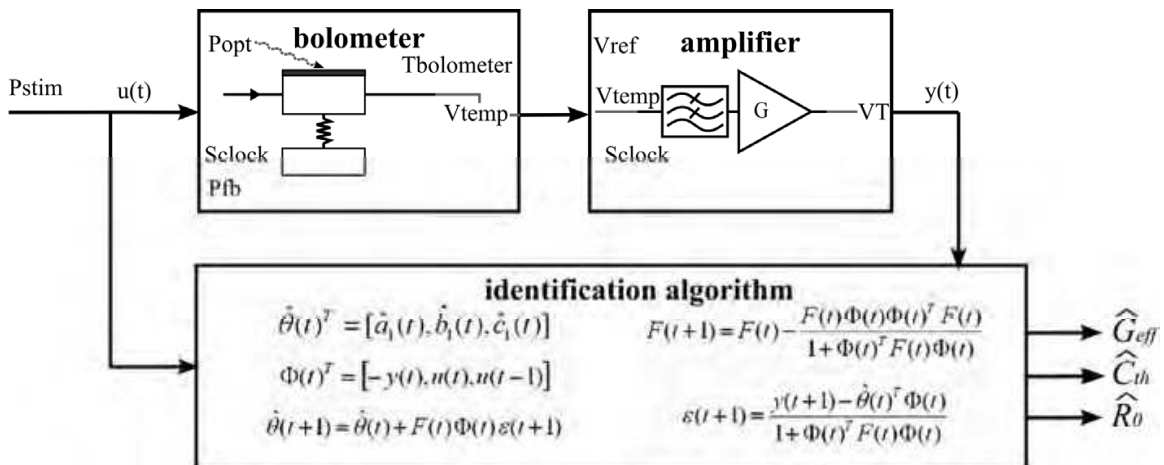 bolometer
Popt
Tbolometer
Vtemp
Sclock
Pfb
Pstim
u(t)
amplifier
Vref
Vtemp
G
VT
Sclock
y(t)
identification algorithm
θ̂(t)ᵀ = [â₁(t), b̂₁(t), ĉ₁(t)]
Φ(t)ᵀ = [−y(t), u(t), u(t−1)]
θ̂(t+1) = θ̂(t) + F(t)Φ(t)ε(t+1)
F(t+1) = F(t) − F(t)Φ(t)Φ(t)ᵀ F(t) / 1 + Φ(t)ᵀ F(t)Φ(t)
ε(t+1) = y(t+1) − θ̂(t)ᵀ Φ(t) / 1 + Φ(t)ᵀ F(t)Φ(t)
Ĝeff
Ĉth
R̂0